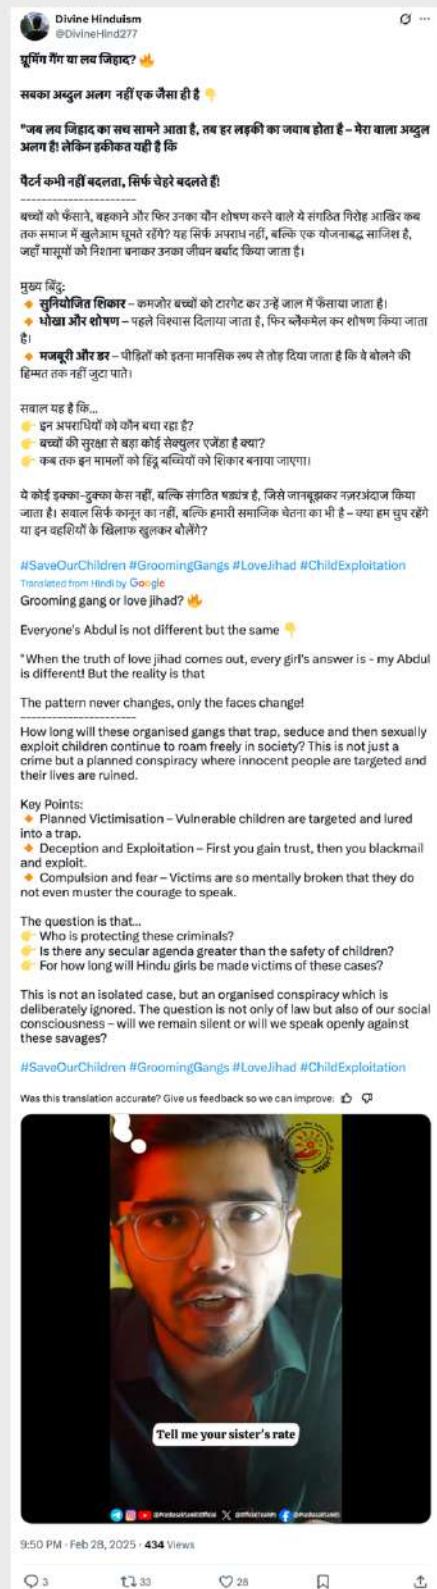 Divine Hinduism
@DivineHind277
ग्रूमिंग गैंग या लव जिहाद? 🔥
सबका अब्दुल अलग नहीं एक जैसा ही है 👇
"जब लव जिहाद का सच सामने आता है, तब हर लड़की का जवाब होता है – मेरा वाला अब्दुल
अलग है! लेकिन हकीकत यही है कि
पैटर्न कभी नहीं बदलता, सिर्फ चेहरे बदलते हैं!
-----------------------
बच्चों को फँसाने, बहकाने और फिर उनका यौन शोषण करने वाले ये संगठित गिरोह आखिर कब
तक समाज में खुलेआम घूमते रहेंगे? यह सिर्फ अपराध नहीं, बल्कि एक योजनाबद्ध साजिश है,
जहाँ मासूमों को निशाना बनाकर उनका जीवन बर्बाद किया जाता है।
मुख्य बिंदु:
🔸 सुनियोजित शिकार – कमजोर बच्चों को टारगेट कर उन्हें जाल में फँसाया जाता है।
🔸 धोखा और शोषण – पहले विश्वास दिलाया जाता है, फिर ब्लैकमेल कर शोषण किया जाता
है।
🔸 मजबूरी और डर – पीड़ितों को इतना मानसिक रूप से तोड़ दिया जाता है कि वे बोलने की
हिम्मत तक नहीं जुटा पाते।
सवाल यह है कि...
👉 इन अपराधियों को कौन बचा रहा है?
👉 बच्चों की सुरक्षा से बड़ा कोई सेक्युलर एजेंडा है क्या?
👉 कब तक इन मामलों को हिंदू बच्चियों को शिकार बनाया जाएगा।
ये कोई इक्का-दुक्का केस नहीं, बल्कि संगठित षड्यंत्र है, जिसे जानबूझकर नज़रअंदाज किया
जाता है। सवाल सिर्फ कानून का नहीं, बल्कि हमारी समाजिक चेतना का भी है – क्या हम चुप रहेंगे
या इन वहशियों के खिलाफ खुलकर बोलेंगे?
#SaveOurChildren #GroomingGangs #LoveJihad #ChildExploitation
Translated from Hindi by Google
Grooming gang or love jihad? 🔥
Everyone's Abdul is not different but the same 👇
"When the truth of love jihad comes out, every girl's answer is - my Abdul
is different! But the reality is that
The pattern never changes, only the faces change!
-----------------------
How long will these organised gangs that trap, seduce and then sexually
exploit children continue to roam freely in society? This is not just a
crime but a planned conspiracy where innocent people are targeted and
their lives are ruined.
Key Points:
🔸 Planned Victimisation – Vulnerable children are targeted and lured
into a trap.
🔸 Deception and Exploitation – First you gain trust, then you blackmail
and exploit.
🔸 Compulsion and fear – Victims are so mentally broken that they do
not even muster the courage to speak.
The question is that...
👉 Who is protecting these criminals?
👉 Is there any secular agenda greater than the safety of children?
👉 For how long will Hindu girls be made victims of these cases?
This is not an isolated case, but an organised conspiracy which is
deliberately ignored. The question is not only of law but also of our social
consciousness – will we remain silent or will we speak openly against
these savages?
#SaveOurChildren #GroomingGangs #LoveJihad #ChildExploitation
Was this translation accurate? Give us feedback so we can improve:
Tell me your sister's rate
9:50 PM · Feb 28, 2025 · 434 Views
3 33 28